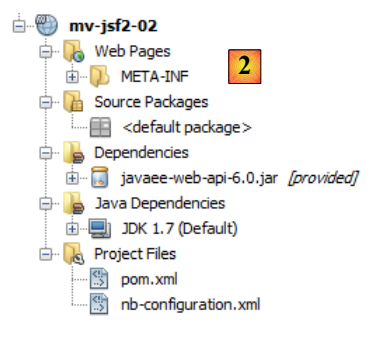 mv-jsf2-02
Web Pages
META-INF
2
Source Packages
<default package>
Dependencies
javaee-web-api-6.0.jar [provided]
Java Dependencies
JDK 1.7 (Default)
Project Files
pom.xml
nb-configuration.xml